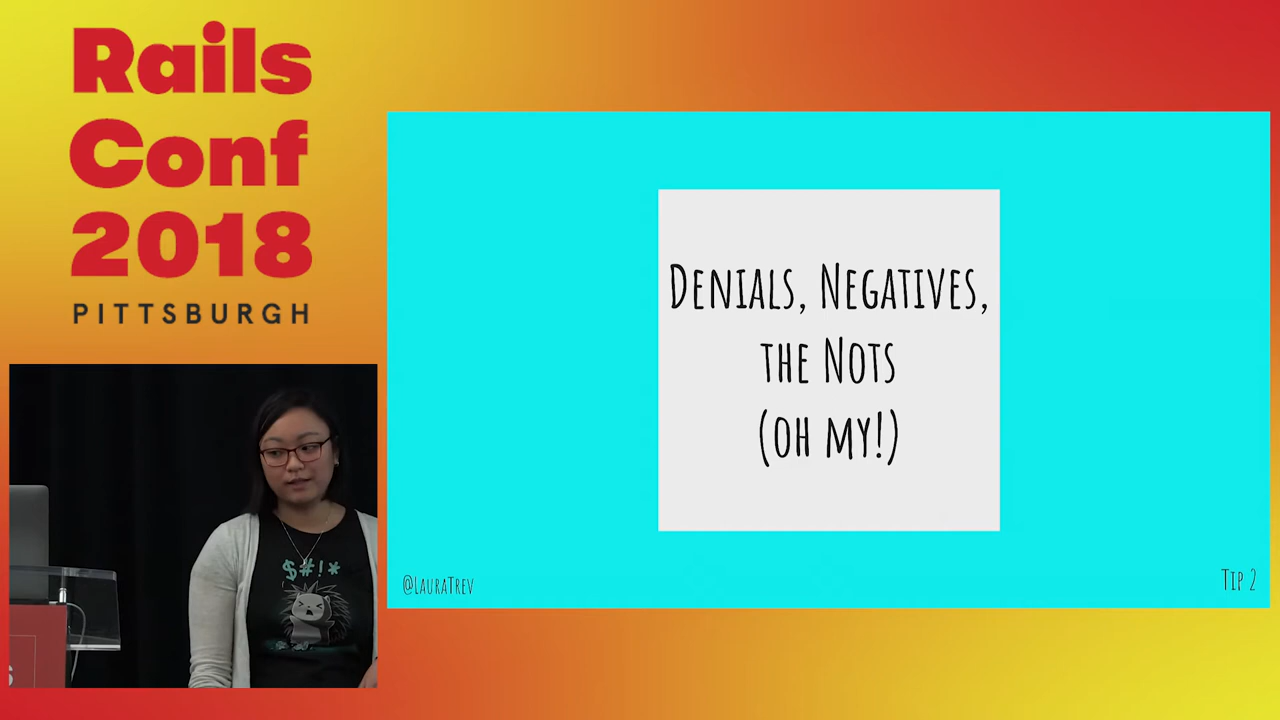 Rails
Conf
2018
PITTSBURGH
Denials, Negatives,
the Nots
(oh my!)
@LauraTrev
Tip 2
$#!*
S